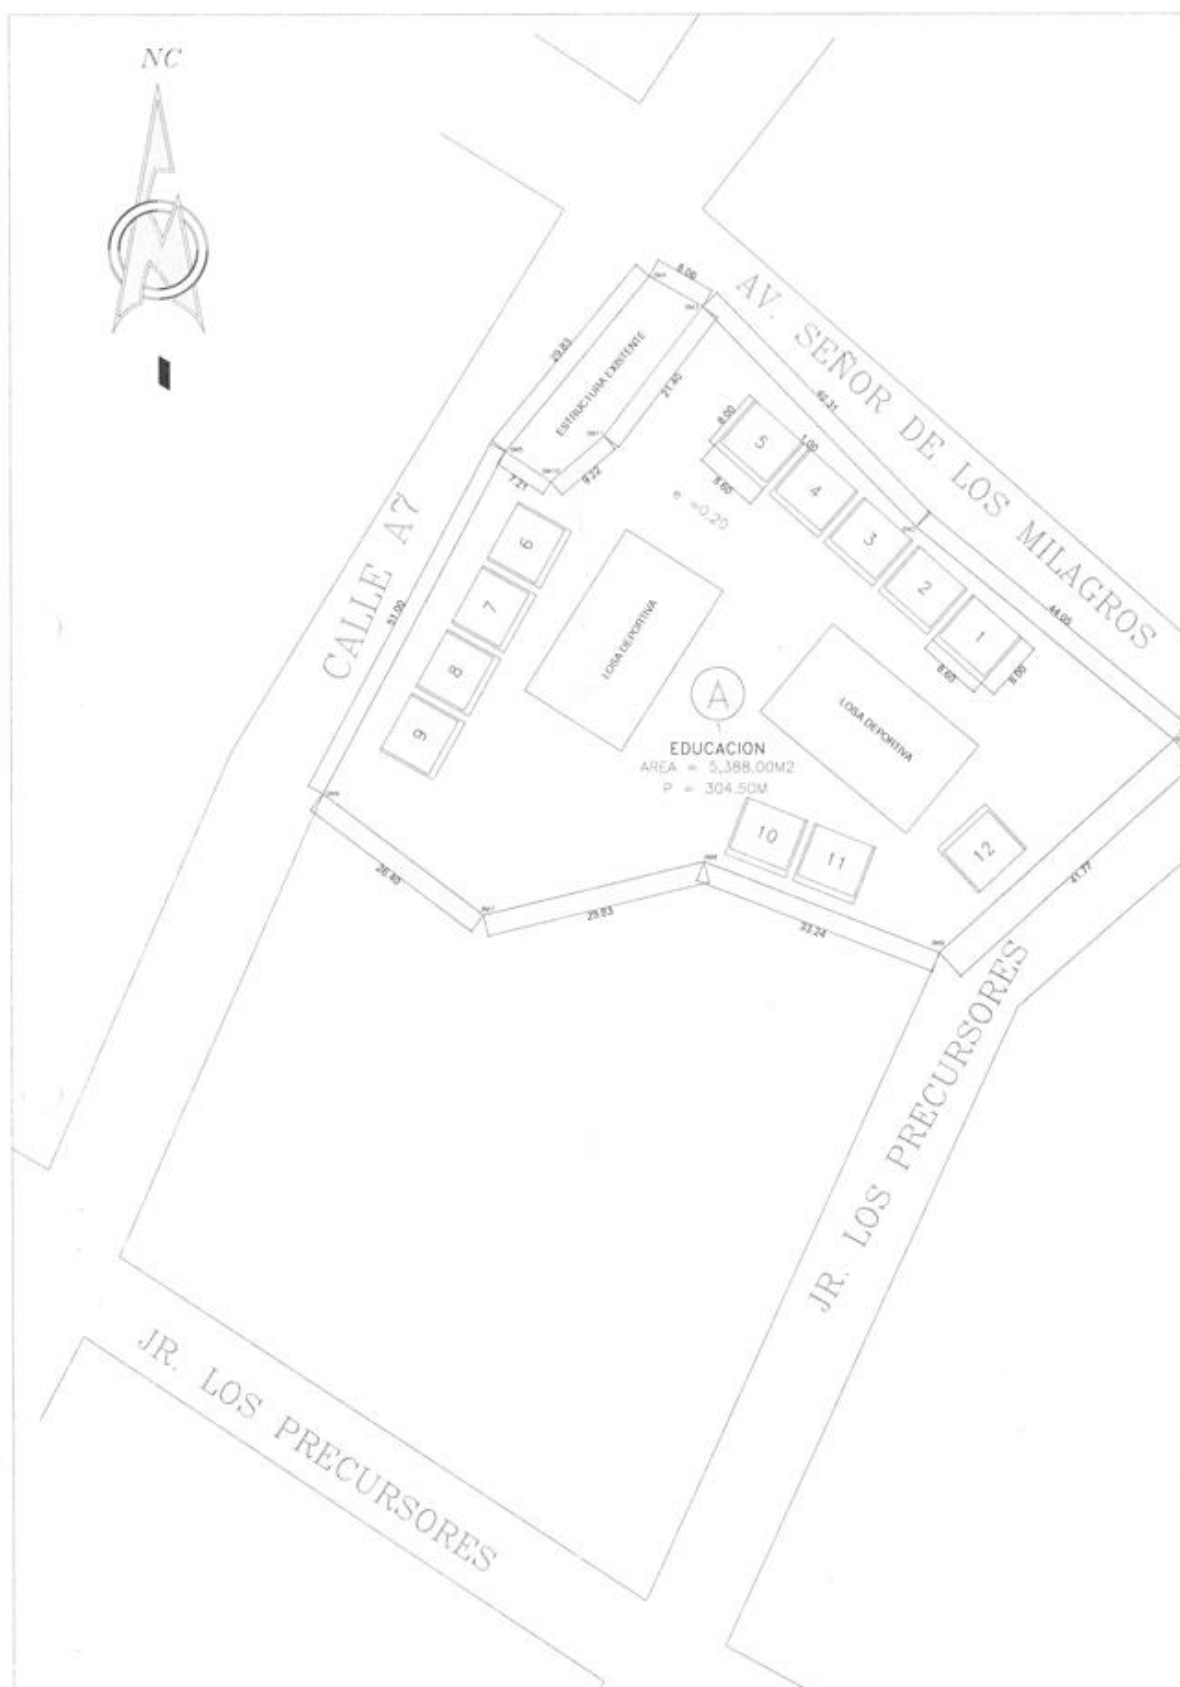 NC
8.00
AV. SEÑOR DE LOS MILAGROS
29.83
ESTRUCTURA EXISTENTE
21.40
40.31
7.21
9.22
8.00
5
1.00
8.60
4
e =0.20
3
2
1
44.05
8.60
8.00
CALLE A7
51.00
6
7
8
9
LOSA DEPORTIVA
LOSA DEPORTIVA
A
1
EDUCACION
AREA = 5,388.00M2
P = 304.50M
10
11
12
41.77
26.40
29.83
33.24
JR. LOS PRECURSORES
JR. LOS PRECURSORES